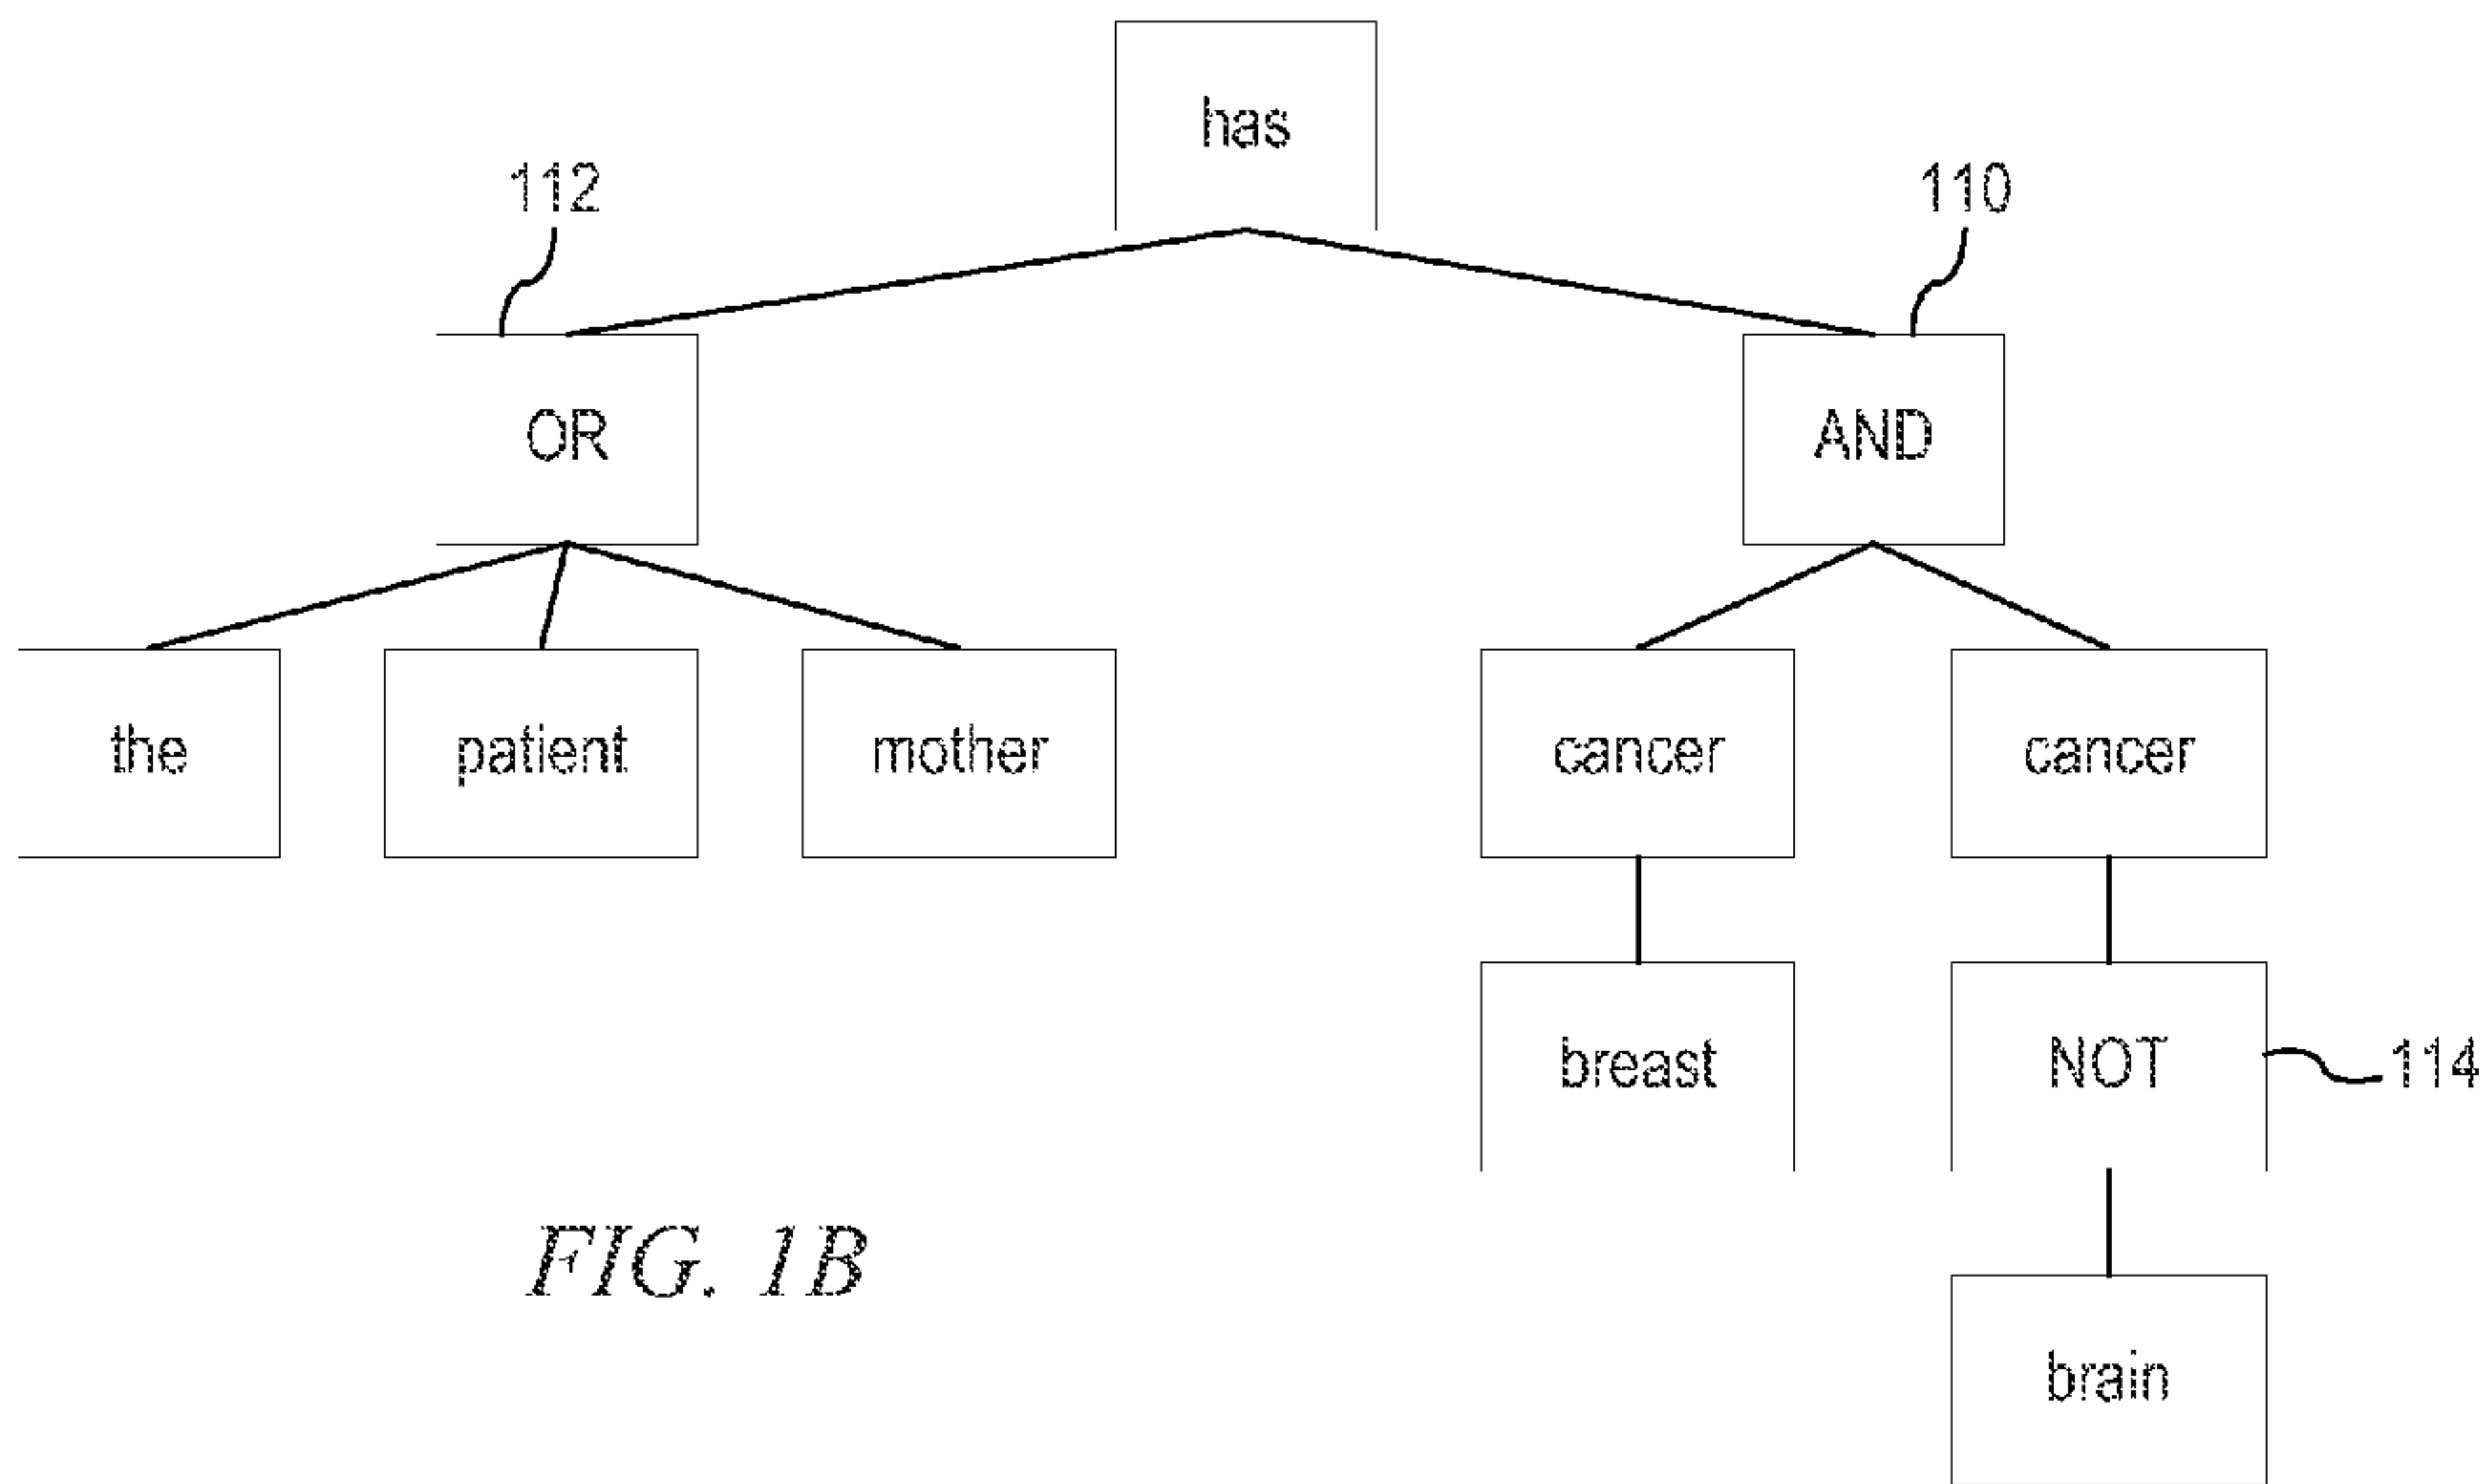 has
112
110
OR
AND
the
patient
mother
cancer
cancer
breast
NOT
114
FIG. 1B
brain